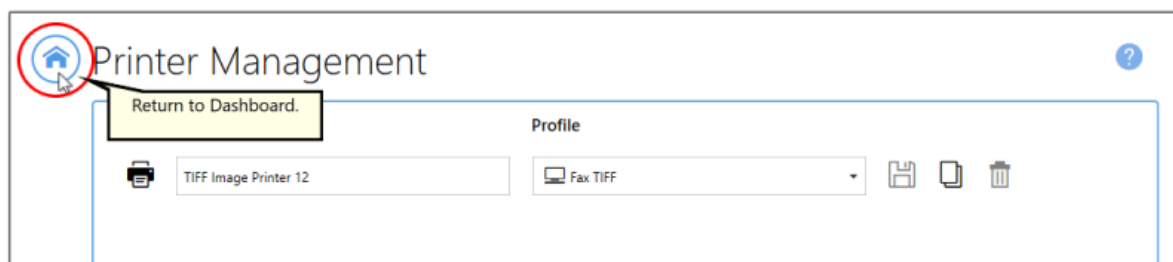 Printer Management
Return to Dashboard.
Profile
TIFF Image Printer 12
Fax TIFF
?